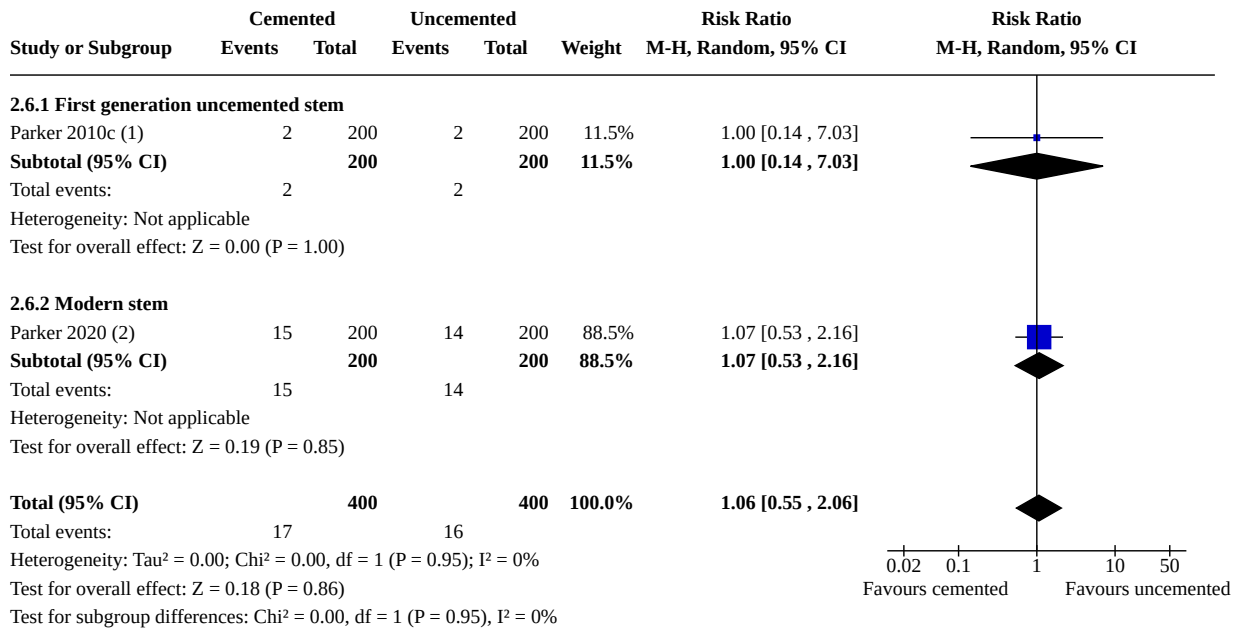 Cemented Uncemented Risk Ratio Risk Ratio
Study or Subgroup Events Total Events Total Weight M-H, Random, 95% CI M-H, Random, 95% CI
2.6.1 First generation uncemented stem
Parker 2010c (1) 2 200 2 200 11.5% 1.00 [0.14 , 7.03]
Subtotal (95% CI) 200 200 11.5% 1.00 [0.14 , 7.03]
Total events: 2 2
Heterogeneity: Not applicable
Test for overall effect: Z = 0.00 (P = 1.00)
2.6.2 Modern stem
Parker 2020 (2) 15 200 14 200 88.5% 1.07 [0.53 , 2.16]
Subtotal (95% CI) 200 200 88.5% 1.07 [0.53 , 2.16]
Total events: 15 14
Heterogeneity: Not applicable
Test for overall effect: Z = 0.19 (P = 0.85)
Total (95% CI) 400 400 100.0% 1.06 [0.55 , 2.06]
Total events: 17 16
Heterogeneity: Tau² = 0.00; Chi² = 0.00, df = 1 (P = 0.95); I² = 0%
0.02 0.1 1 10 50
Test for overall effect: Z = 0.18 (P = 0.86)
Favours cemented Favours uncemented
Test for subgroup differences: Chi² = 0.00, df = 1 (P = 0.95), I² = 0%